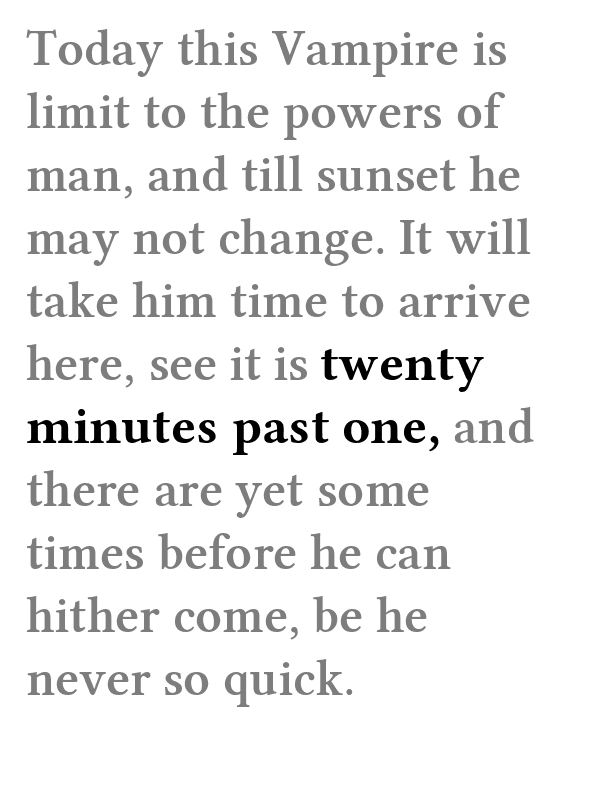 Today this Vampire is
limit to the powers of
man, and till sunset he
may not change. It will
take him time to arrive
here, see it is twenty
minutes past one, and
there are yet some
times before he can
hither come, be he
never so quick.